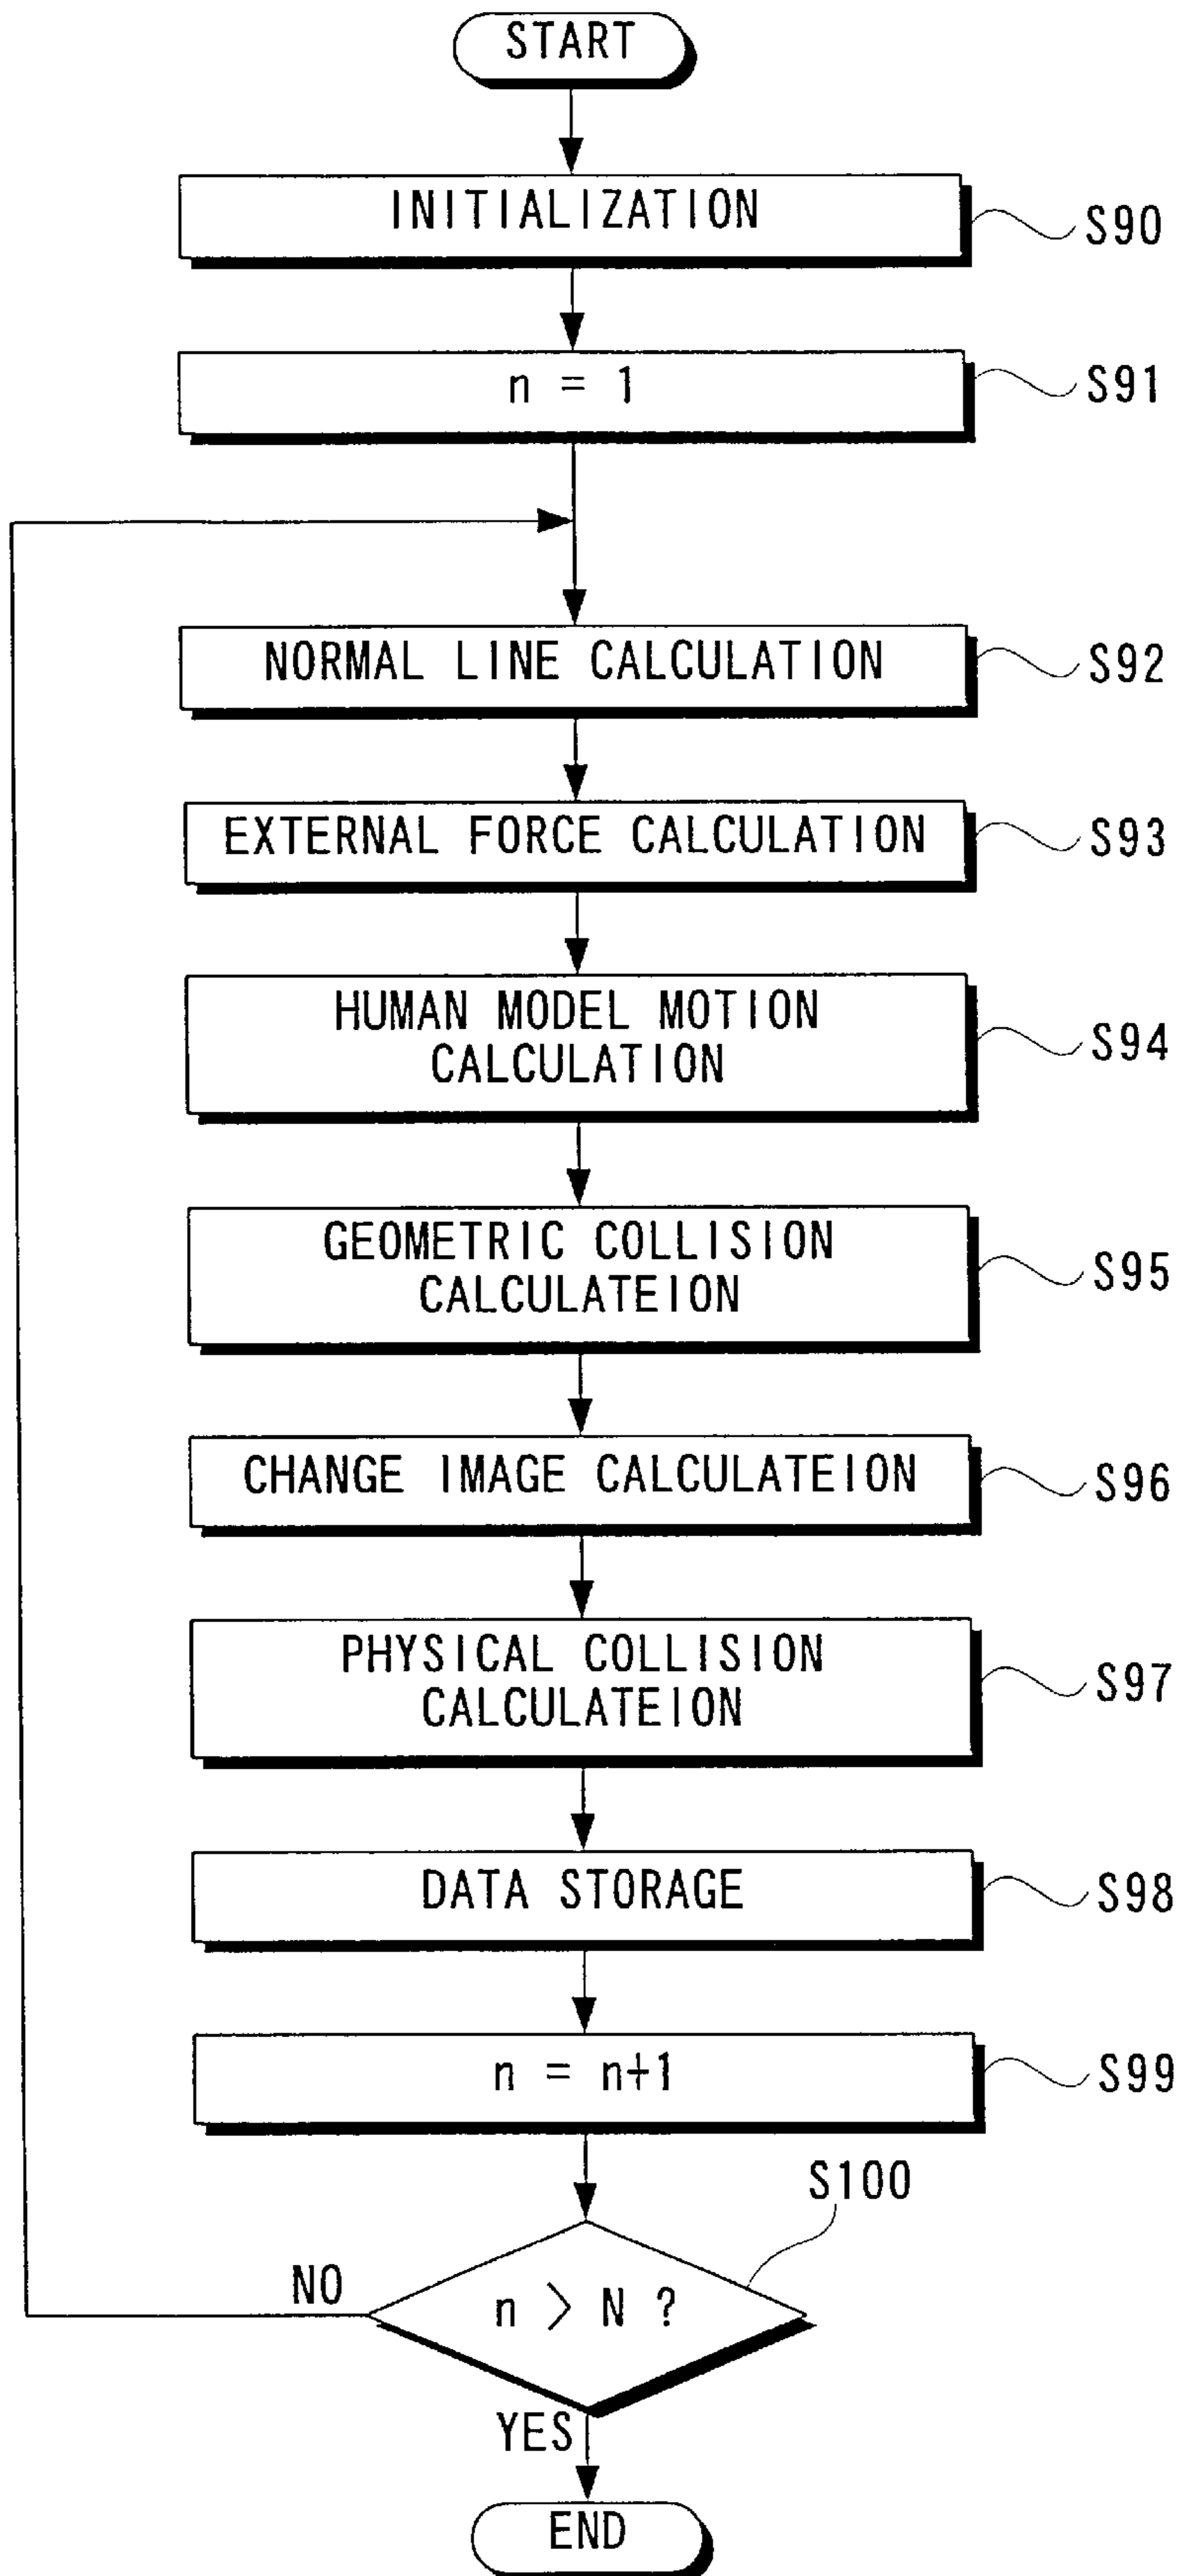 START
INITIALIZATION
S90
n = 1
S91
NORMAL LINE CALCULATION
S92
EXTERNAL FORCE CALCULATION
S93
HUMAN MODEL MOTION
CALCULATION
S94
GEOMETRIC COLLISION
CALCULATEION
S95
CHANGE IMAGE CALCULATEION
S96
PHYSICAL COLLISION
CALCULATEION
S97
DATA STORAGE
S98
n = n+1
S99
S100
NO
n > N ?
YES
END